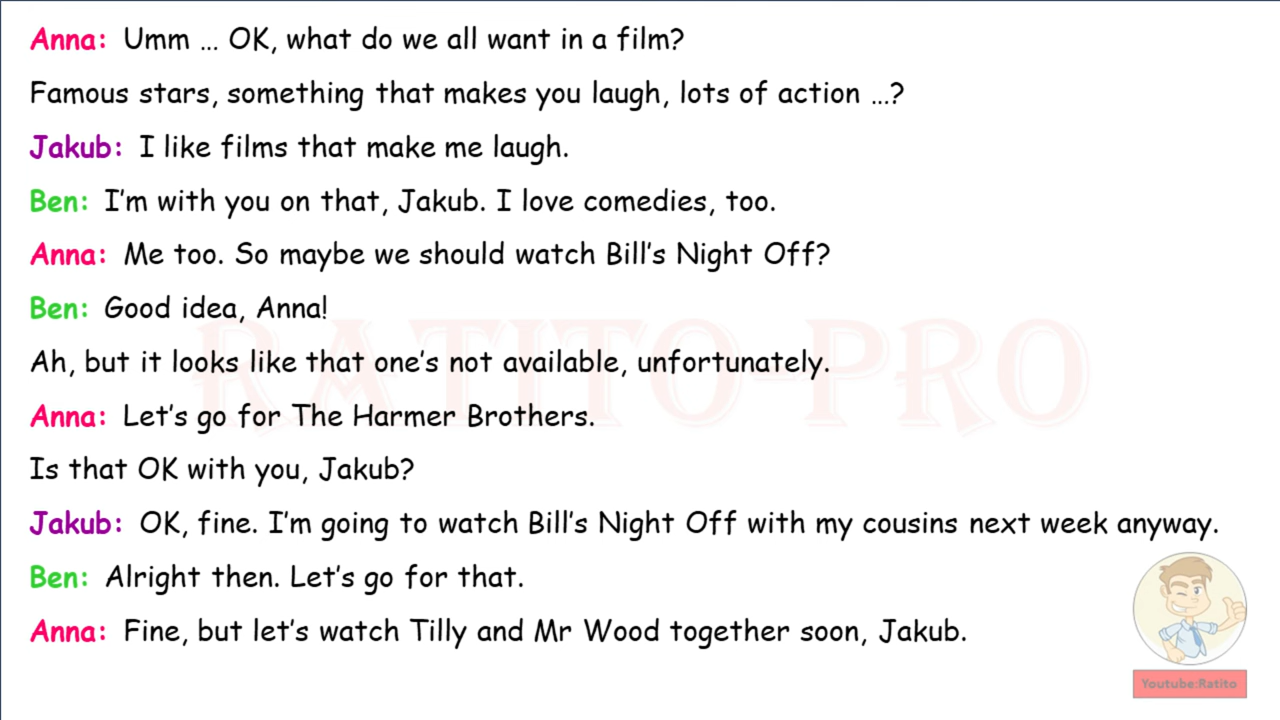 Anna: Umm ... OK, what do we all want in a film?
Famous stars, something that makes you laugh, lots of action ...?
Jakub: I like films that make me laugh.
Ben: I'm with you on that, Jakub. I love comedies, too.
Anna: Me too. So maybe we should watch Bill's Night Off?
Ben: Good idea, Anna!
RATITO-PRO
Ah, but it looks like that one's not available, unfortunately.
Anna: Let's go for The Harmer Brothers.
Is that OK with you, Jakub?
Jakub: OK, fine. I'm going to watch Bill's Night Off with my cousins next week anyway.
Ben: Alright then. Let's go for that.
Anna: Fine, but let's watch Tilly and Mr Wood together soon, Jakub.
Youtube:Ratito